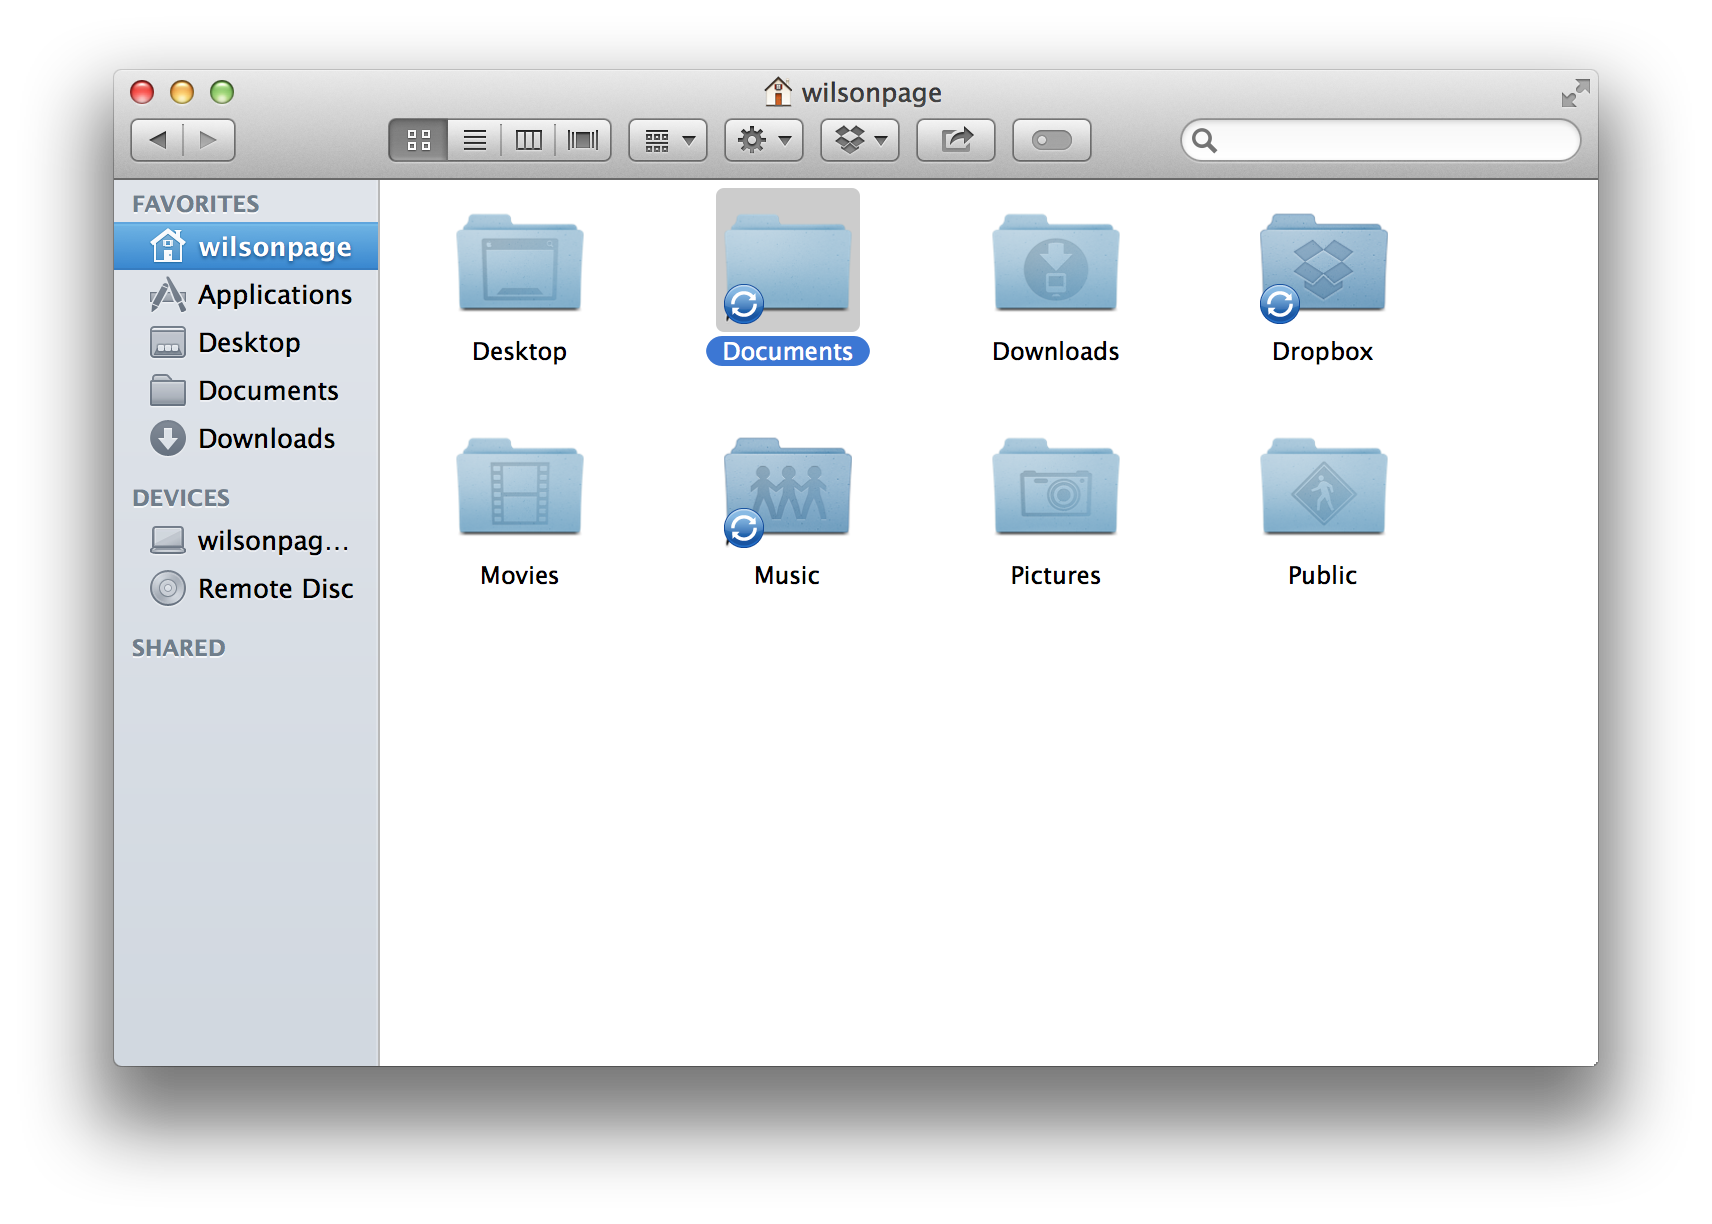 wilsonpage
FAVORITES
wilsonpage
Applications
Desktop
Documents
Downloads
DEVICES
wilsonpag...
Remote Disc
SHARED
Desktop
Documents
Downloads
Dropbox
Movies
Music
Pictures
Public